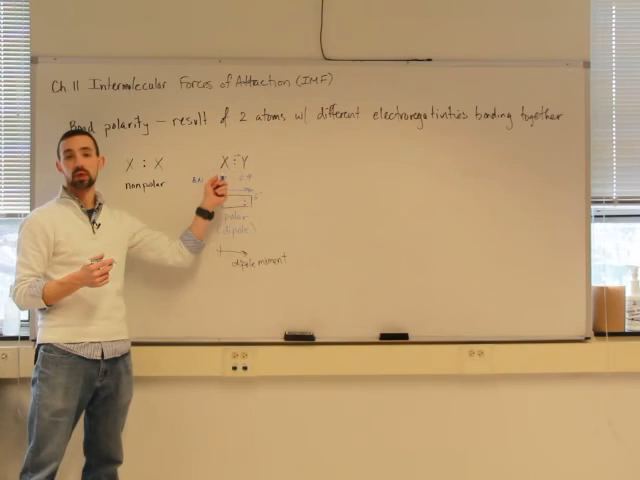 Ch 11 Intermolecular Forces of Attraction (IMF)
Bond polarity – result of 2 atoms w/ different electronegativities bonding together
X : X X : Y
nonpolar
polar
(dipole)
dipole moment